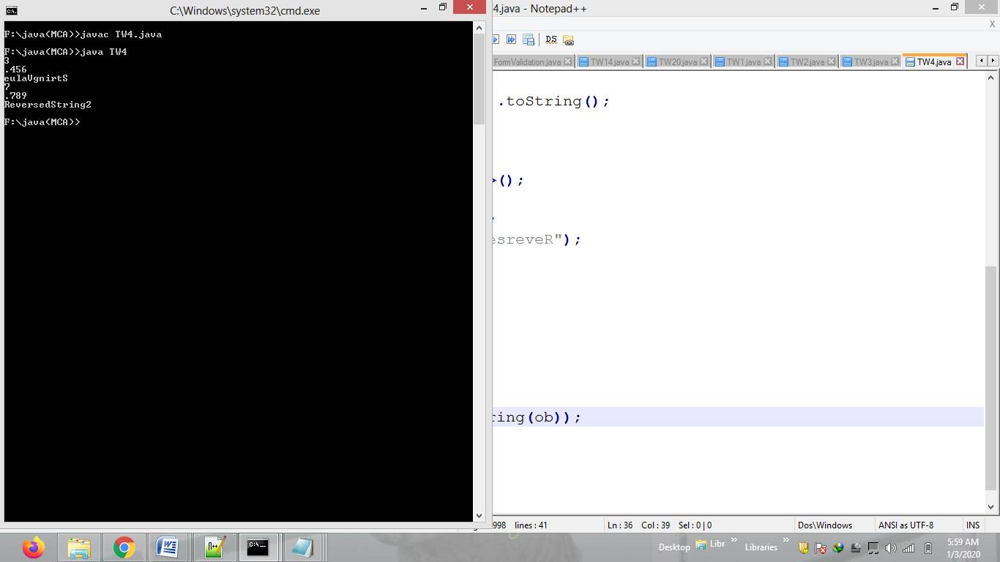 C:\Windows\system32\cmd.exe
F:\java(MCA)>javac TW4.java
F:\java(MCA)>java TW4
3
.456
eulaVgnirtS
7
.789
ReversedString2
F:\java(MCA)>
4.java - Notepad++
X
DS
FormValidation.java
TW14.java
TW20.java
TW1.java
TW2.java
TW3.java
TW4.java
.toString();
>();
esreveR");
ring(ob));
998 lines : 41
Ln : 36 Col : 39 Sel : 0 | 0
Dos\Windows
ANSI as UTF-8
INS
Desktop
Libr
»
Libraries
»
5:59 AM
1/3/2020